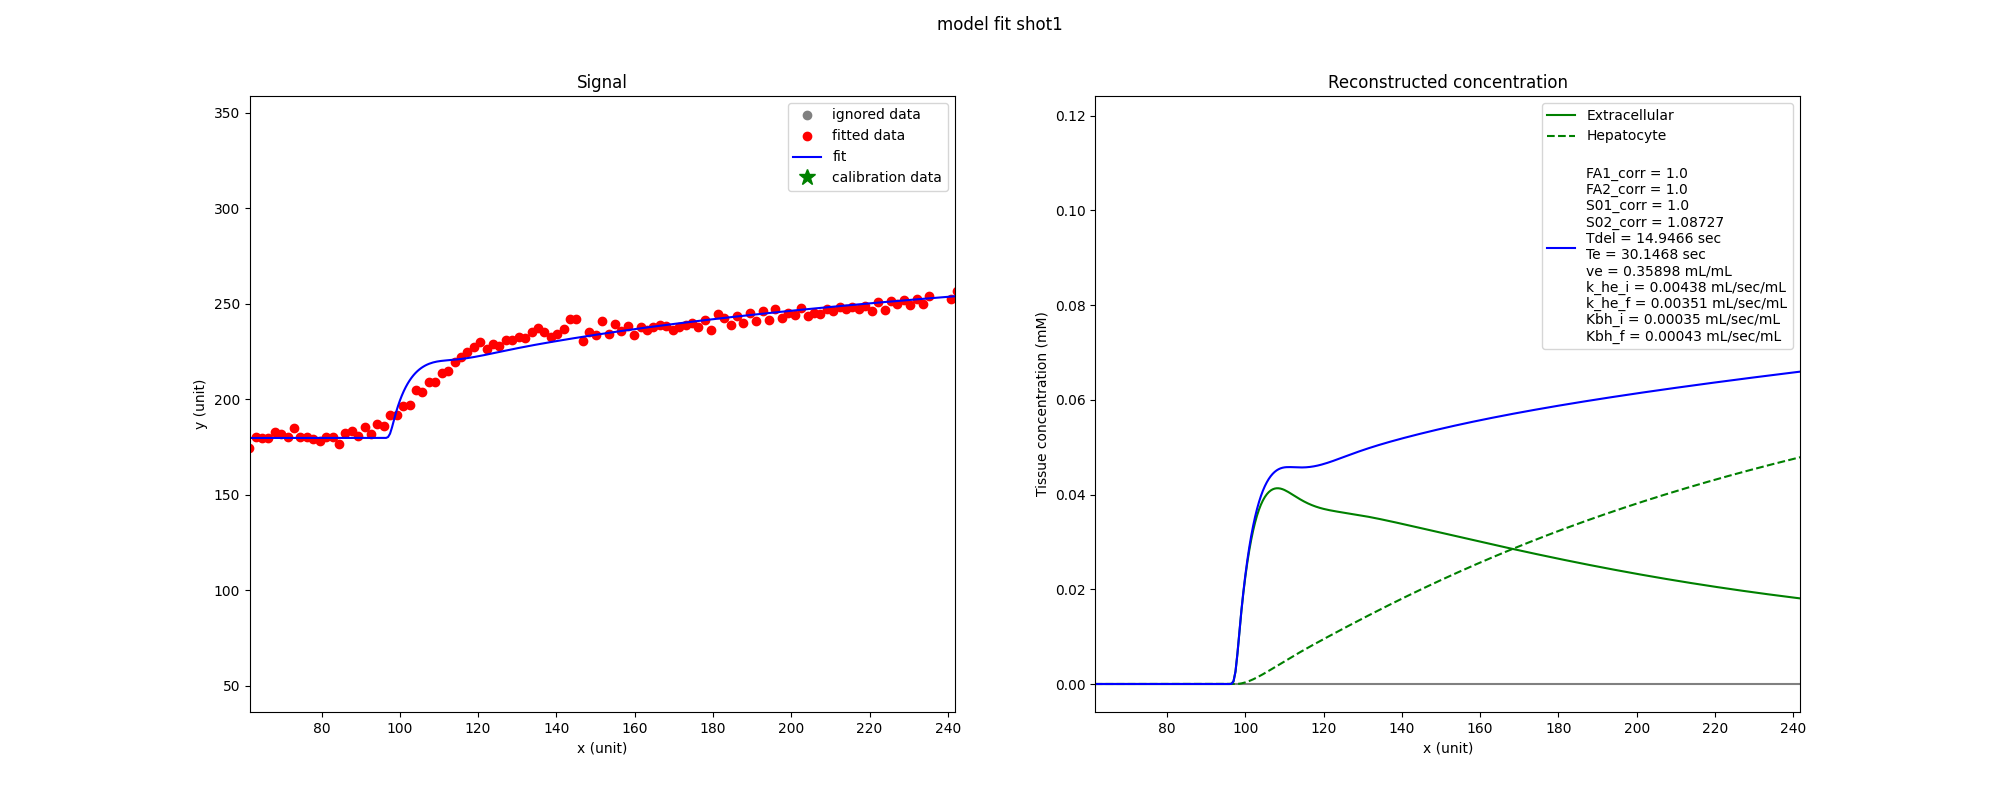 model fit shot1
Signal
350
300
250
200
150
100
50
y (unit)
80
100
120
140
160
180
200
220
240
x (unit)
ignored data
fitted data
fit
calibration data
Reconstructed concentration
0.12
0.10
0.08
0.06
0.04
0.02
0.00
Tissue concentration (mM)
80
100
120
140
160
180
200
220
240
x (unit)
Extracellular
Hepatocyte
FA1_corr = 1.0
FA2_corr = 1.0
S01_corr = 1.0
S02_corr = 1.08727
Tdel = 14.9466 sec
Te = 30.1468 sec
ve = 0.35898 mL/mL
k_he_i = 0.00438 mL/sec/mL
k_he_f = 0.00351 mL/sec/mL
Kbh_i = 0.00035 mL/sec/mL
Kbh_f = 0.00043 mL/sec/mL